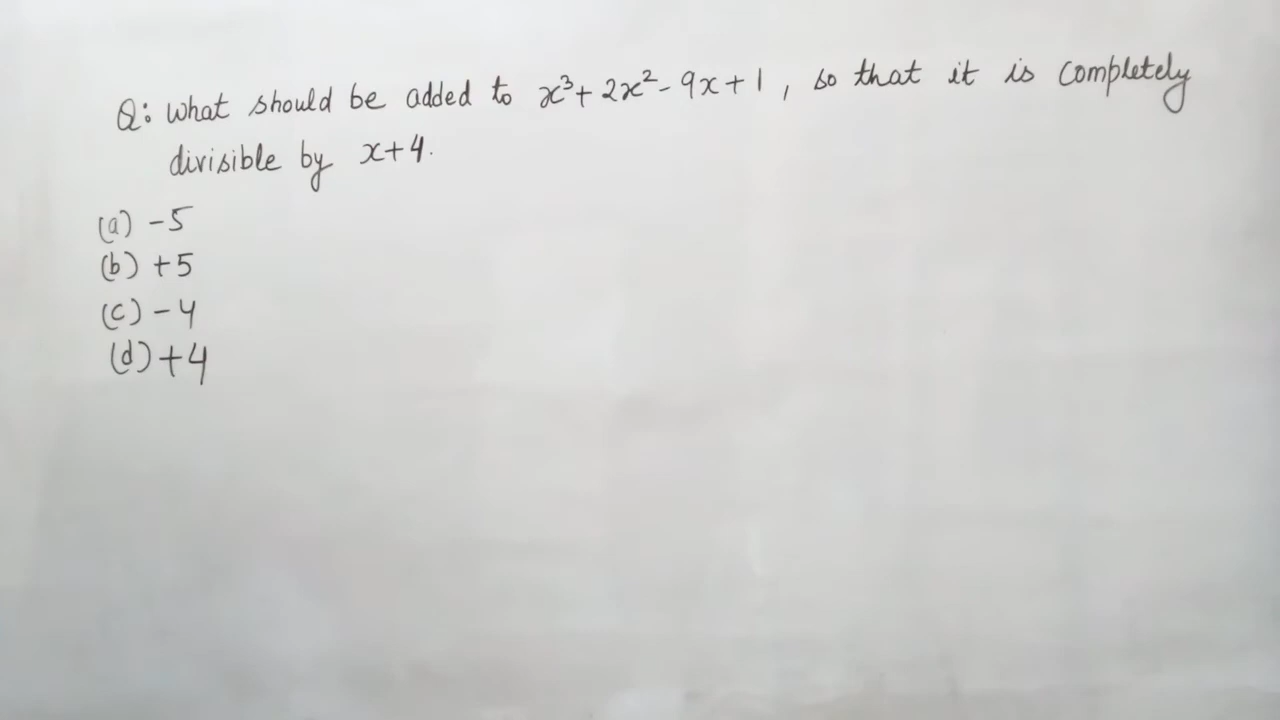 Q: What should be added to x³ + 2x² - 9x + 1, so that it is completely
divisible by x+4.
(a) -5
(b) +5
(c) -4
(d) +4